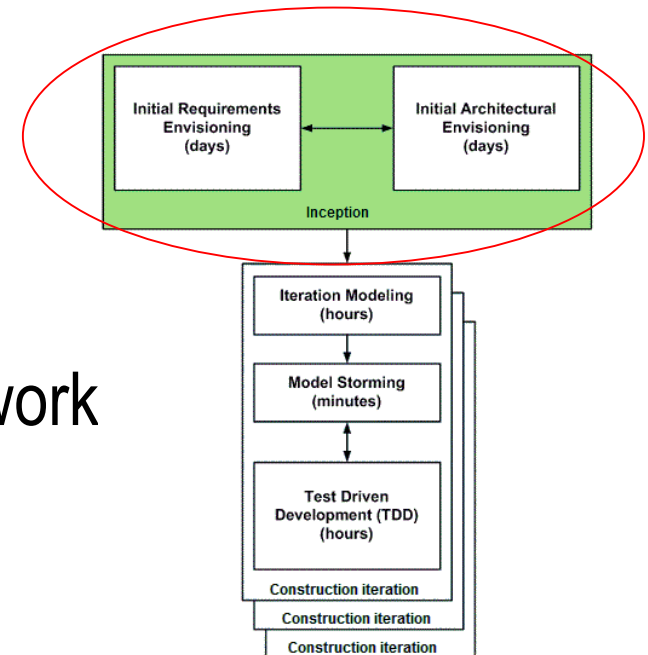 Initial Requirements
Envisioning
(days)
Initial Architectural
Envisioning
(days)
Inception
Iteration Modeling
(hours)
Model Storming
(minutes)
work
Test Driven
Development (TDD)
(hours)
Construction iteration
Construction iteration
Construction iteration